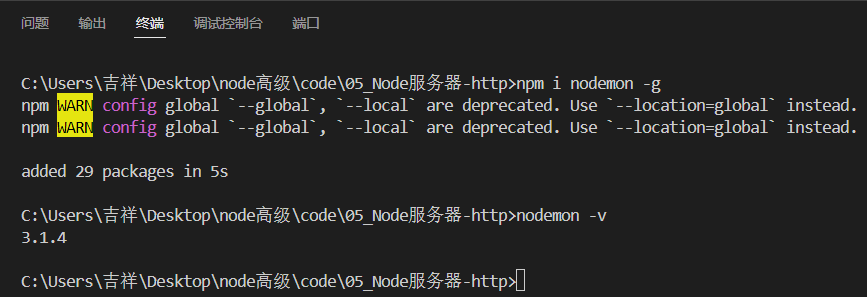 问题 输出 终端 调试控制台 端口
C:\Users\吉祥\Desktop\node高级\code\05_Node服务器-http>npm i nodemon -g
npm WARN config global `--global`, `--local` are deprecated. Use `--location=global` instead.
npm WARN config global `--global`, `--local` are deprecated. Use `--location=global` instead.
added 29 packages in 5s
C:\Users\吉祥\Desktop\node高级\code\05_Node服务器-http>nodemon -v
3.1.4
C:\Users\吉祥\Desktop\node高级\code\05_Node服务器-http>